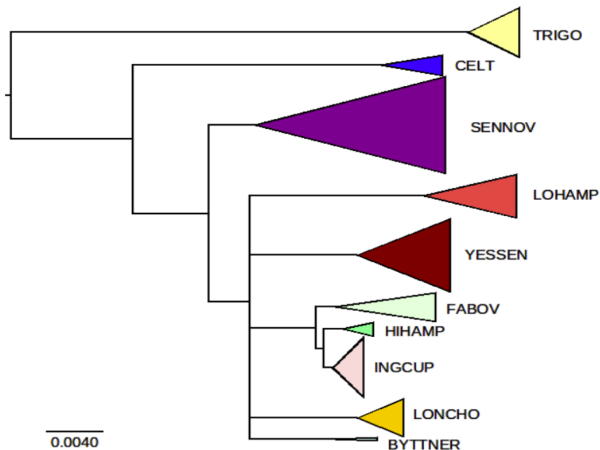 TRIGO
CELT
SENNOV
LOHAMP
YESSEN
FABOV
HIHAMP
INGCUP
LONCHO
BYTTNER
0.0040